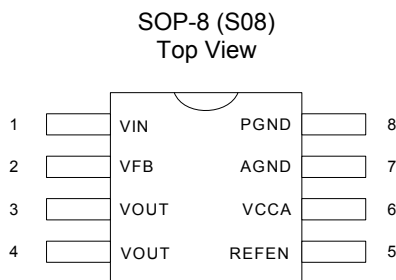 SOP-8 (S08)
Top View
1 VIN PGND 8
2 VFB AGND 7
3 VOUT VCCA 6
4 VOUT REFEN 5